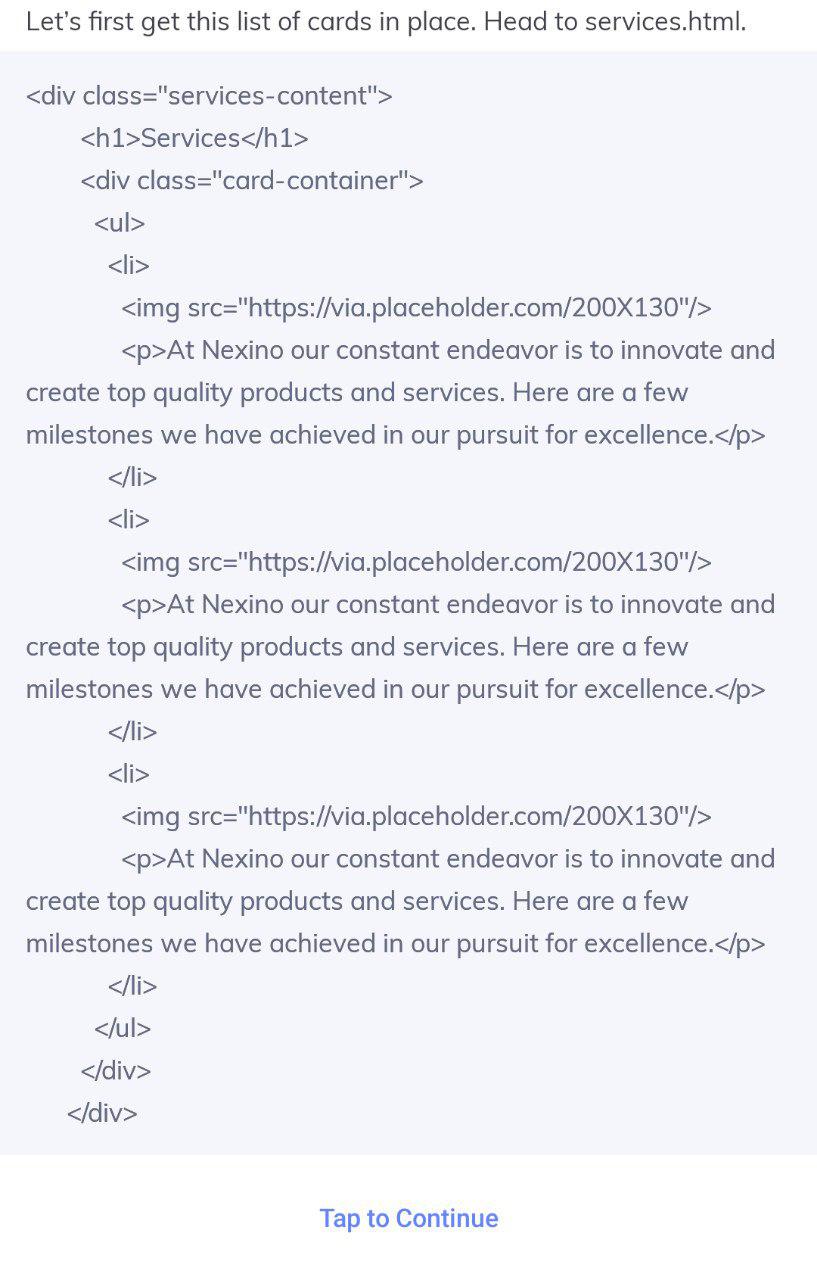 Let’s first get this list of cards in place. Head to services.html.
<div class="services-content">
<h1>Services</h1>
<div class="card-container">
<ul>
<li>
<img src="https://via.placeholder.com/200X130"/>
<p>At Nexino our constant endeavor is to innovate and
create top quality products and services. Here are a few
milestones we have achieved in our pursuit for excellence.</p>
</li>
<li>
<img src="https://via.placeholder.com/200X130"/>
<p>At Nexino our constant endeavor is to innovate and
create top quality products and services. Here are a few
milestones we have achieved in our pursuit for excellence.</p>
</li>
<li>
<img src="https://via.placeholder.com/200X130"/>
<p>At Nexino our constant endeavor is to innovate and
create top quality products and services. Here are a few
milestones we have achieved in our pursuit for excellence.</p>
</li>
</ul>
</div>
</div>
Tap to Continue